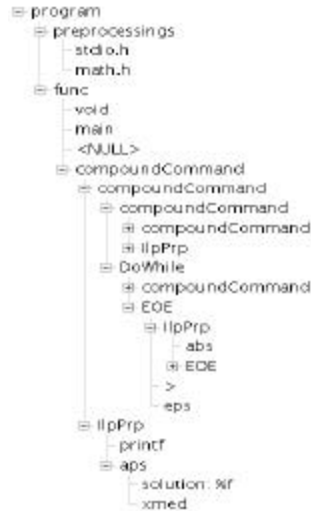 program
preprocessings
stdio.h
math.h
func
void
main
<NULL>
compoundCommand
compoundCommand
compoundCommand
compoundCommand
IlpPrp
DoWhile
compoundCommand
EOE
IlpPrp
abs
EOE
>
eps
IlpPrp
printf
aps
solution: %f
xmed